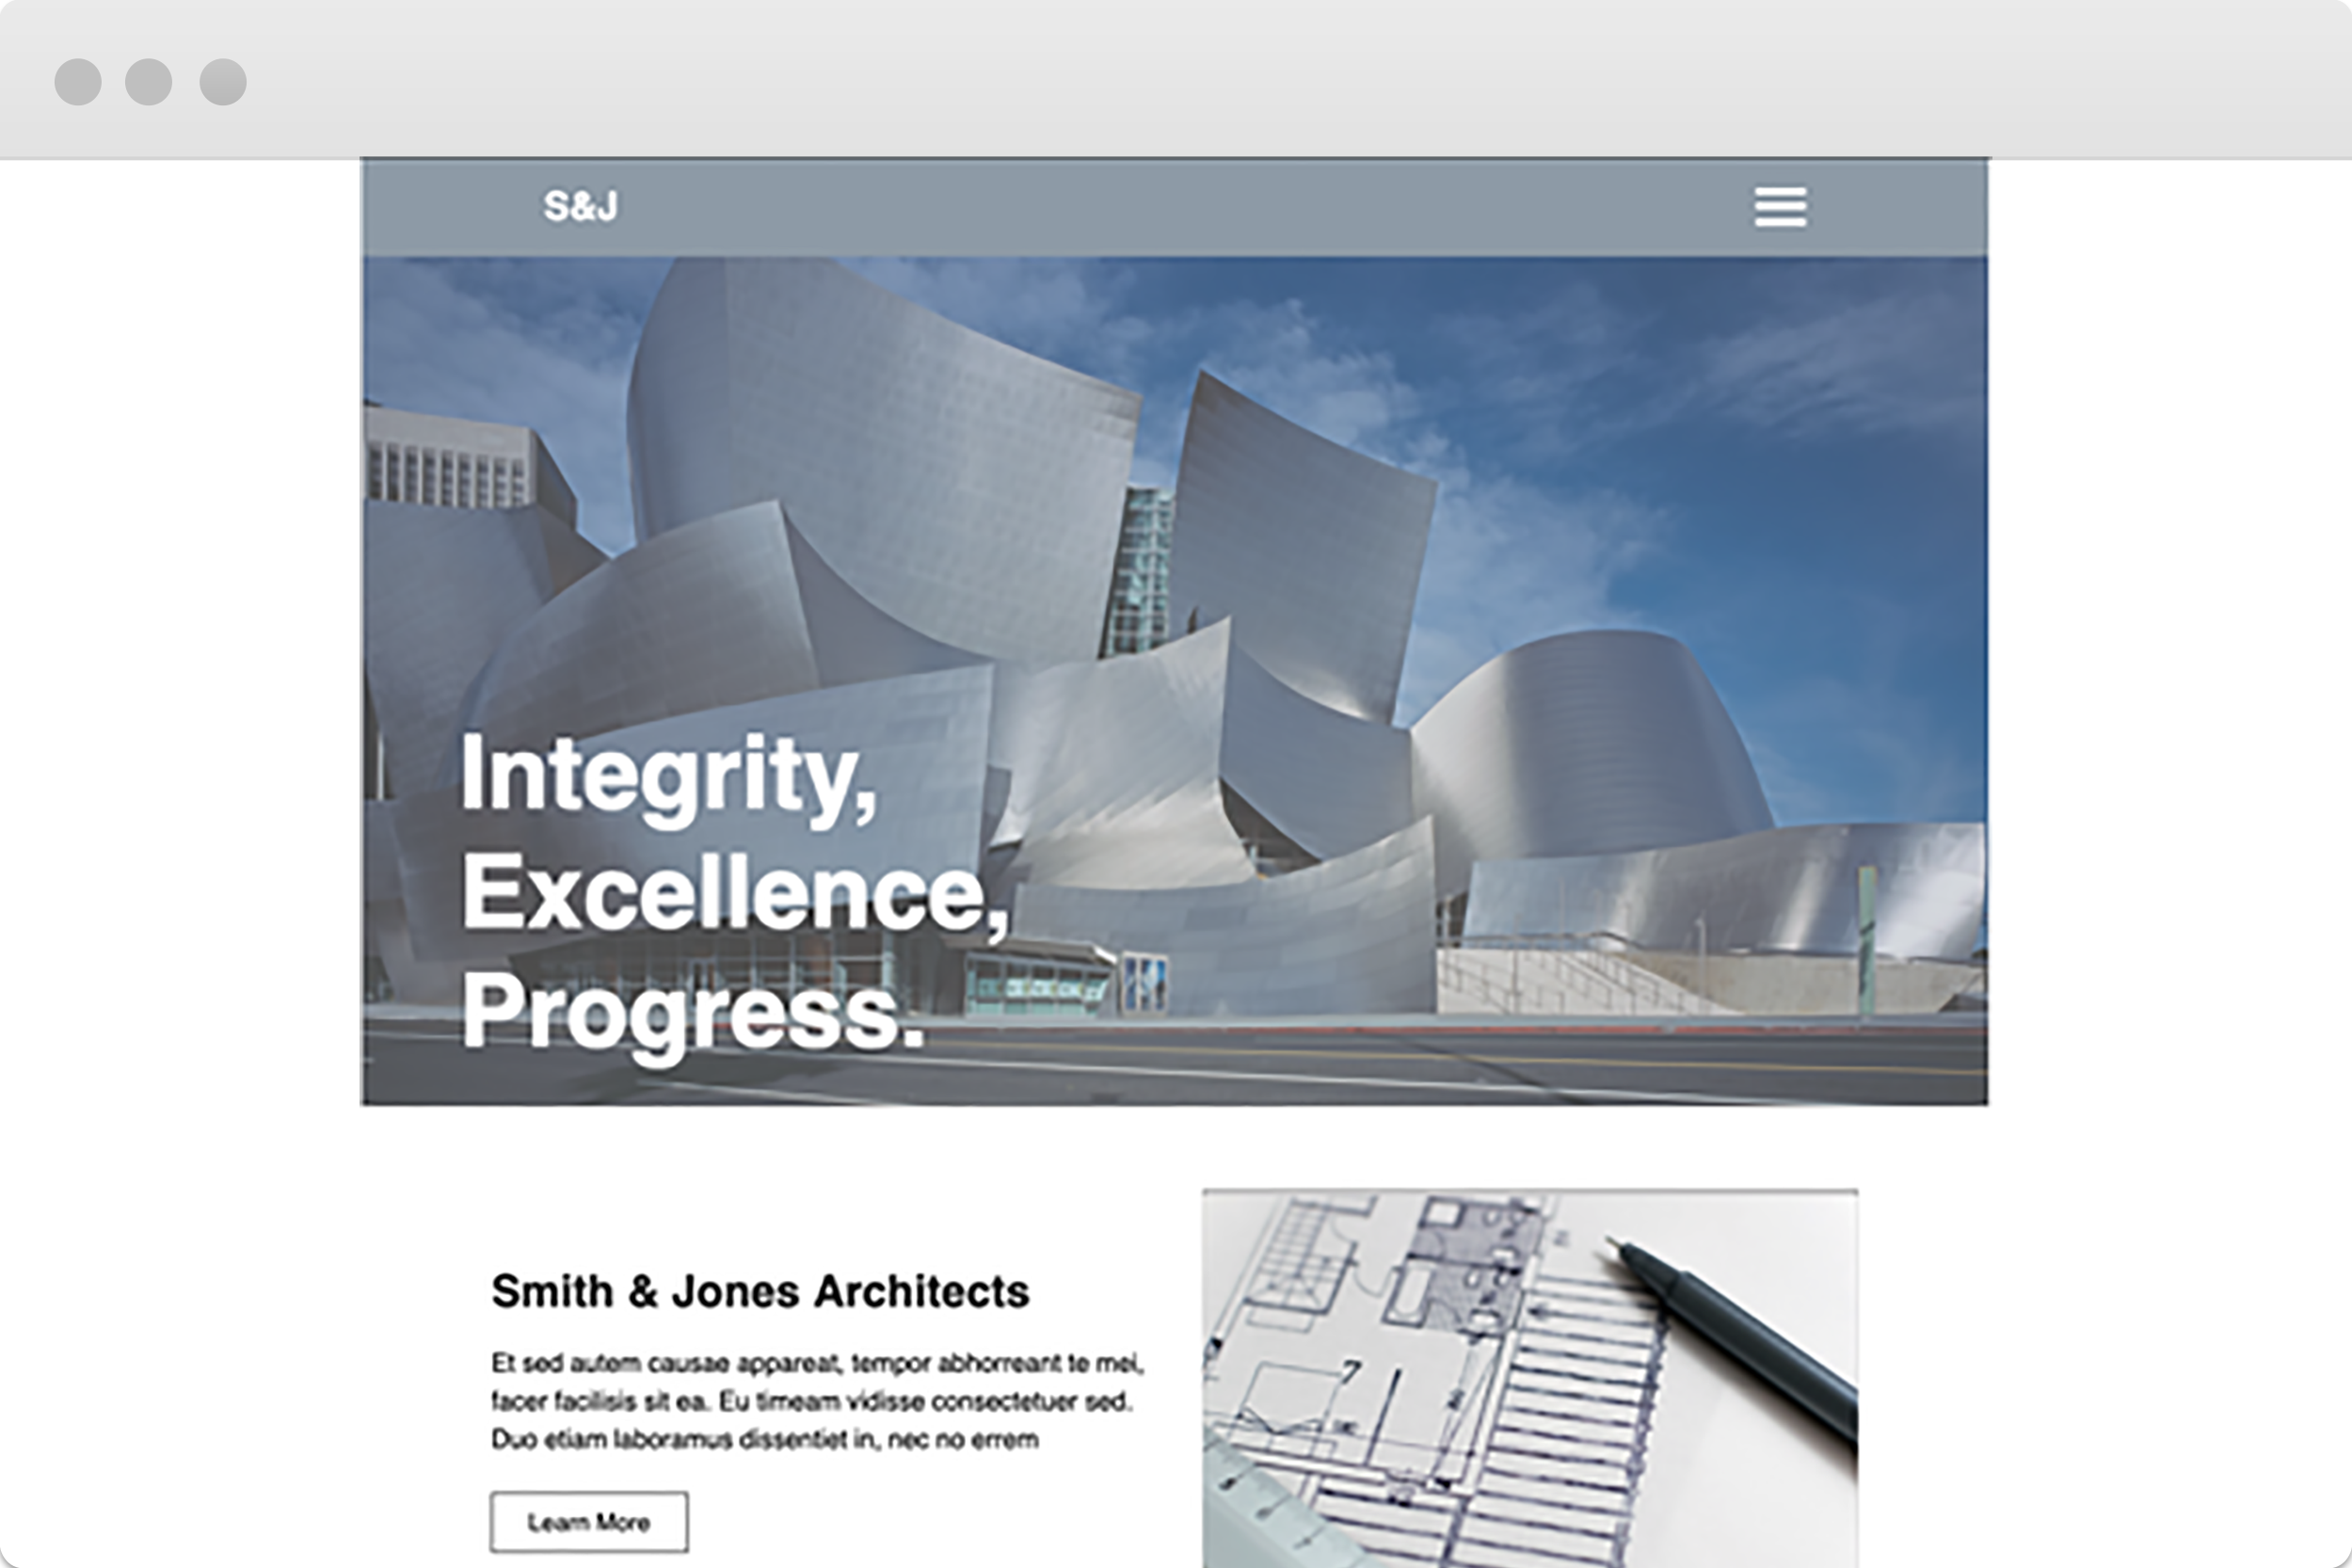 S&J
Integrity,
Excellence,
Progress.
Smith & Jones Architects
Et sed autem causae appareat, tempor abhorreant te mei,
facer facilisis sit ea. Eu timeam vidisse consectetuer sed.
Duo etiam laboramus dissentiet in, nec no errem
Learn More
7